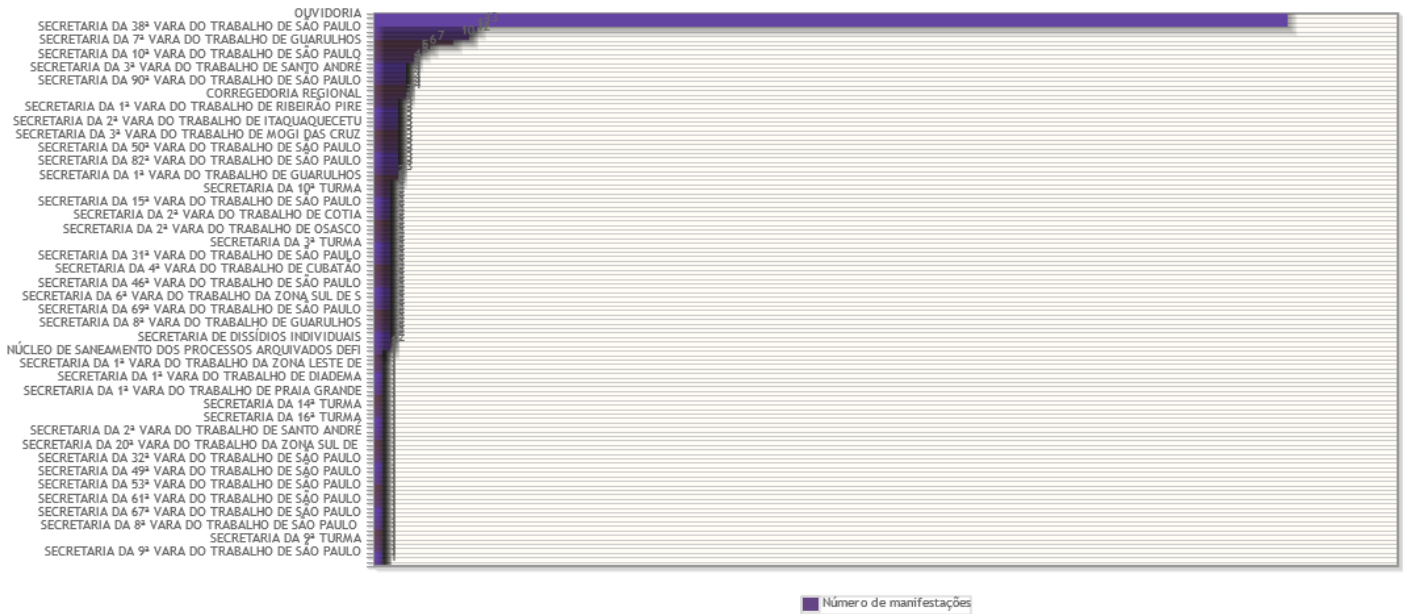 OUVIDORIA
SECRETARIA DA 38ª VARA DO TRABALHO DE SÃO PAULO
SECRETARIA DA 7ª VARA DO TRABALHO DE GUARULHOS
SECRETARIA DA 10ª VARA DO TRABALHO DE SÃO PAULO
SECRETARIA DA 3ª VARA DO TRABALHO DE SANTO ANDRÉ
SECRETARIA DA 90ª VARA DO TRABALHO DE SÃO PAULO
CORREGEDORIA REGIONAL
SECRETARIA DA 1ª VARA DO TRABALHO DE RIBEIRÃO PIRE
SECRETARIA DA 2ª VARA DO TRABALHO DE ITAQUAQUECETU
SECRETARIA DA 3ª VARA DO TRABALHO DE MOGI DAS CRUZ
SECRETARIA DA 50ª VARA DO TRABALHO DE SÃO PAULO
SECRETARIA DA 82ª VARA DO TRABALHO DE SÃO PAULO
SECRETARIA DA 1ª VARA DO TRABALHO DE GUARULHOS
SECRETARIA DA 10ª TURMA
SECRETARIA DA 15ª VARA DO TRABALHO DE SÃO PAULO
SECRETARIA DA 2ª VARA DO TRABALHO DE COTIA
SECRETARIA DA 2ª VARA DO TRABALHO DE OSASCO
SECRETARIA DA 3ª TURMA
SECRETARIA DA 31ª VARA DO TRABALHO DE SÃO PAULO
SECRETARIA DA 4ª VARA DO TRABALHO DE CUBATÃO
SECRETARIA DA 46ª VARA DO TRABALHO DE SÃO PAULO
SECRETARIA DA 6ª VARA DO TRABALHO DA ZONA SUL DE S
SECRETARIA DA 69ª VARA DO TRABALHO DE SÃO PAULO
SECRETARIA DA 8ª VARA DO TRABALHO DE GUARULHOS
SECRETARIA DE DISSÍDIOS INDIVIDUAIS
NÚCLEO DE SANEAMENTO DOS PROCESSOS ARQUIVADOS DEFI
SECRETARIA DA 1ª VARA DO TRABALHO DA ZONA LESTE DE
SECRETARIA DA 1ª VARA DO TRABALHO DE DIADEMA
SECRETARIA DA 1ª VARA DO TRABALHO DE PRAIA GRANDE
SECRETARIA DA 14ª TURMA
SECRETARIA DA 16ª TURMA
SECRETARIA DA 2ª VARA DO TRABALHO DE SANTO ANDRÉ
SECRETARIA DA 20ª VARA DO TRABALHO DA ZONA SUL DE
SECRETARIA DA 32ª VARA DO TRABALHO DE SÃO PAULO
SECRETARIA DA 49ª VARA DO TRABALHO DE SÃO PAULO
SECRETARIA DA 53ª VARA DO TRABALHO DE SÃO PAULO
SECRETARIA DA 61ª VARA DO TRABALHO DE SÃO PAULO
SECRETARIA DA 67ª VARA DO TRABALHO DE SÃO PAULO
SECRETARIA DA 8ª VARA DO TRABALHO DE SÃO PAULO
SECRETARIA DA 9ª TURMA
SECRETARIA DA 9ª VARA DO TRABALHO DE SÃO PAULO
Número de manifestações